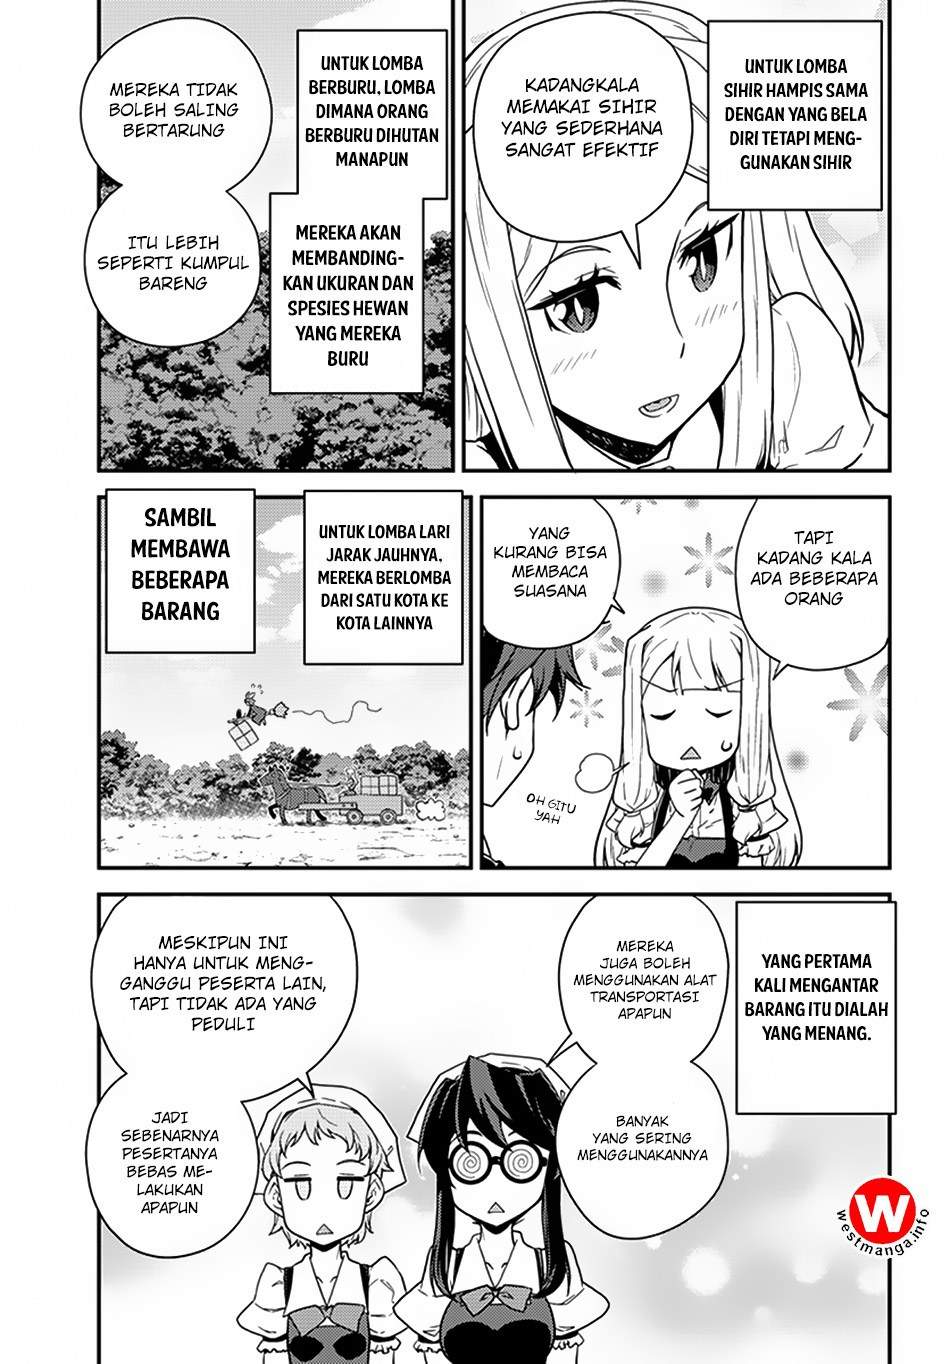 UNTUK LOMBA
SIHIR HAMPIS SAMA
DENGAN YANG BELA
DIRI TETAPI MENG-
GUNAKAN SIHIR
KADANGKALA
MEMAKAI SIHIR
YANG SEDERHANA
SANGAT EFEKTIF
UNTUK LOMBA
BERBURU, LOMBA
DIMANA ORANG
BERBURU DIHUTAN
MANAPUN
MEREKA AKAN
MEMBANDING-
KAN UKURAN DAN
SPESIES HEWAN
YANG MEREKA
BURU
MEREKA TIDAK
BOLEH SALING
BERTARUNG
ITU LEBIH
SEPERTI KUMPUL
BARENG
TAPI
KADANG KALA
ADA BEBERAPA
ORANG
YANG
KURANG BISA
MEMBACA
SUASANA
OH GITU
YAH
UNTUK LOMBA LARI
JARAK JAUHNYA,
MEREKA BERLOMBA
DARI SATU KOTA KE
KOTA LAINNYA
SAMBIL
MEMBAWA
BEBERAPA
BARANG
YANG PERTAMA
KALI MENGANTAR
BARANG ITU DIALAH
YANG MENANG.
MEREKA
JUGA BOLEH
MENGGUNAKAN ALAT
TRANSPORTASI
APAPUN
BANYAK
YANG SERING
MENGGUNAKANNYA
MESKIPUN INI
HANYA UNTUK MENG-
GANGGU PESERTA LAIN,
TAPI TIDAK ADA YANG
PEDULI
JADI
SEBENARNYA
PESERTANYA
BEBAS ME-
LAKUKAN
APAPUN
W
westmanga.info